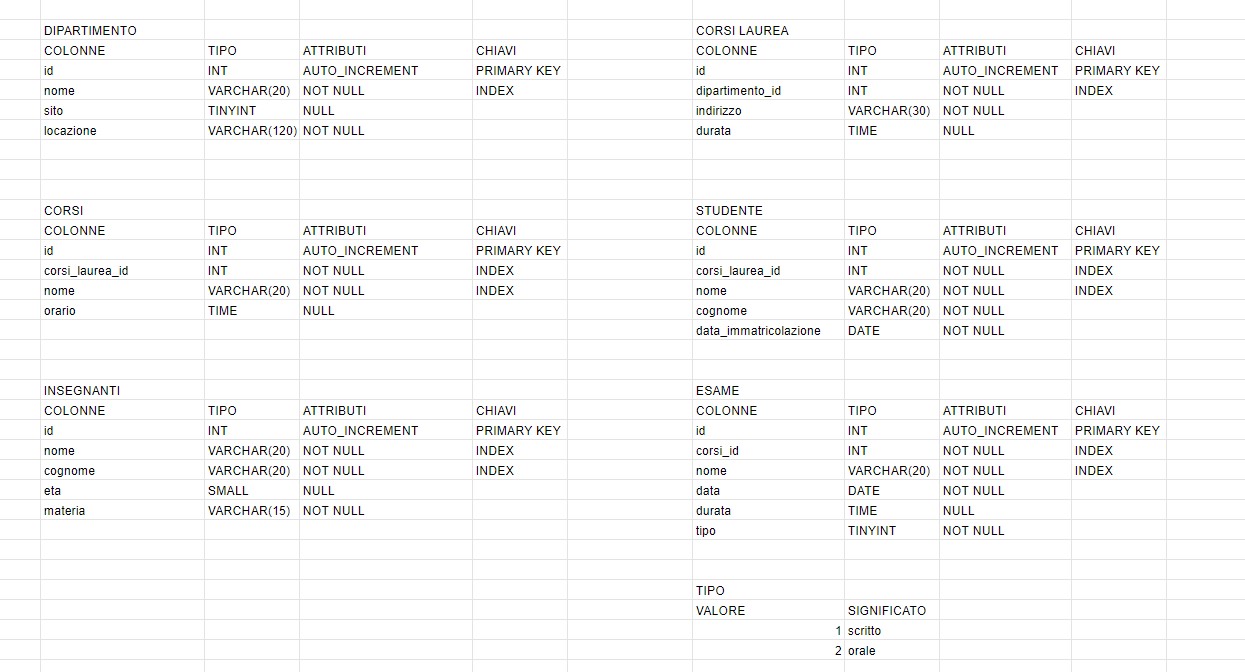 DIPARTIMENTO
COLONNE TIPO ATTRIBUTI CHIAVI
id INT AUTO_INCREMENT PRIMARY KEY
nome VARCHAR(20) NOT NULL INDEX
sito TINYINT NULL
locazione VARCHAR(120) NOT NULL
CORSI LAUREA
COLONNE TIPO ATTRIBUTI CHIAVI
id INT AUTO_INCREMENT PRIMARY KEY
dipartimento_id INT NOT NULL INDEX
indirizzo VARCHAR(30) NOT NULL
durata TIME NULL
CORSI
COLONNE TIPO ATTRIBUTI CHIAVI
id INT AUTO_INCREMENT PRIMARY KEY
corsi_laurea_id INT NOT NULL INDEX
nome VARCHAR(20) NOT NULL INDEX
orario TIME NULL
STUDENTE
COLONNE TIPO ATTRIBUTI CHIAVI
id INT AUTO_INCREMENT PRIMARY KEY
corsi_laurea_id INT NOT NULL INDEX
nome VARCHAR(20) NOT NULL INDEX
cognome VARCHAR(20) NOT NULL
data_immatricolazione DATE NOT NULL
INSEGNANTI
COLONNE TIPO ATTRIBUTI CHIAVI
id INT AUTO_INCREMENT PRIMARY KEY
nome VARCHAR(20) NOT NULL INDEX
cognome VARCHAR(20) NOT NULL INDEX
eta SMALL NULL
materia VARCHAR(15) NOT NULL
ESAME
COLONNE TIPO ATTRIBUTI CHIAVI
id INT AUTO_INCREMENT PRIMARY KEY
corsi_id INT NOT NULL INDEX
nome VARCHAR(20) NOT NULL INDEX
data DATE NOT NULL
durata TIME NULL
tipo TINYINT NOT NULL
TIPO
VALORE SIGNIFICATO
1 scritto
2 orale